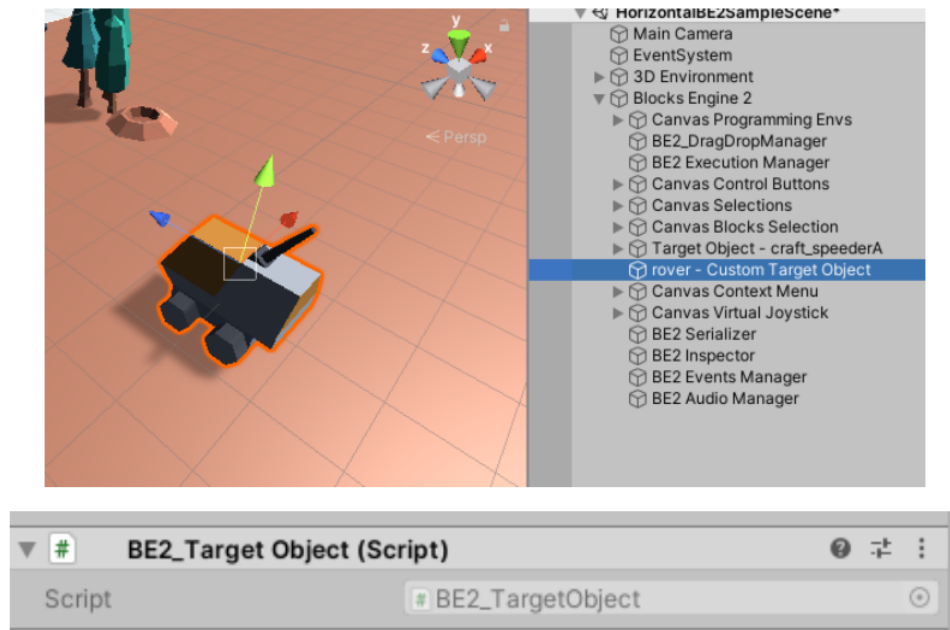 y
z
x
Persp
HorizontalBE2SampleScene*
Main Camera
EventSystem
3D Environment
Blocks Engine 2
Canvas Programming Envs
BE2_DragDropManager
BE2 Execution Manager
Canvas Control Buttons
Canvas Selections
Canvas Blocks Selection
Target Object - craft_speederA
rover - Custom Target Object
Canvas Context Menu
Canvas Virtual Joystick
BE2 Serializer
BE2 Inspector
BE2 Events Manager
BE2 Audio Manager
# BE2_Target Object (Script)
Script # BE2_TargetObject